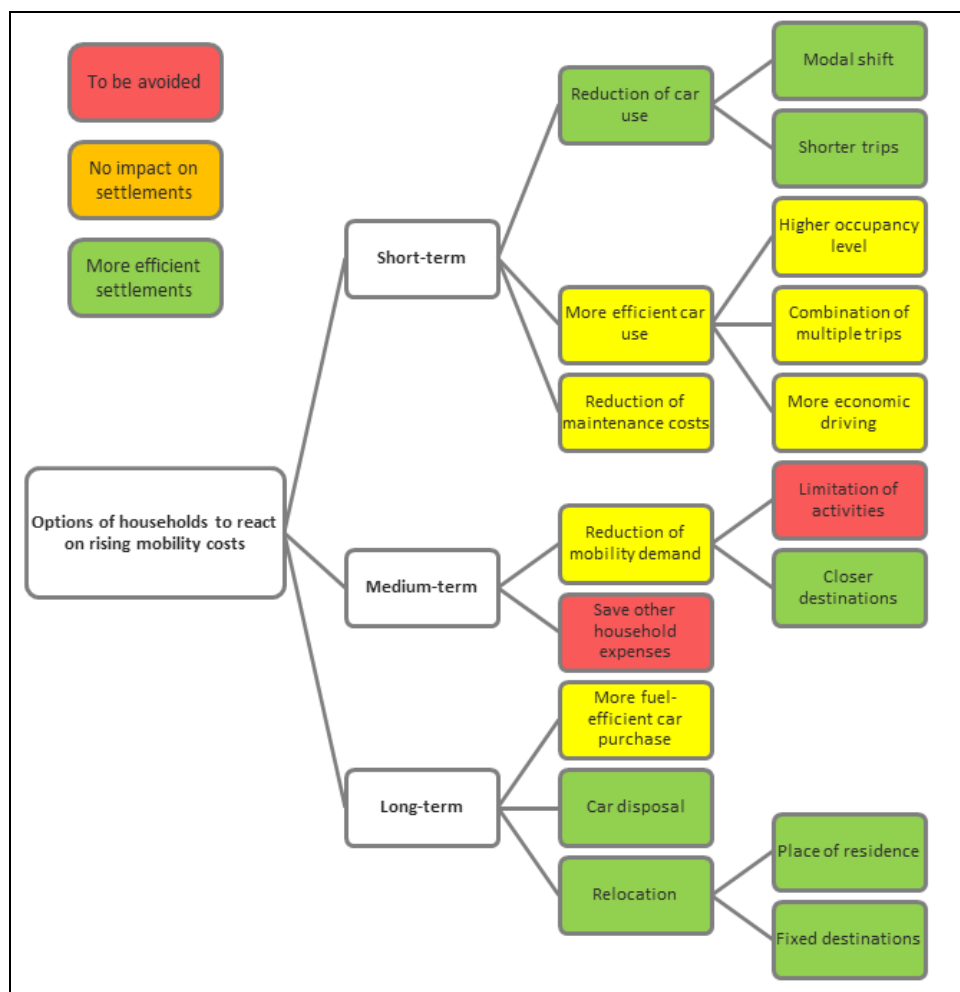 To be avoided
No impact on
settlements
More efficient
settlements
Options of households to react
on rising mobility costs
Short-term
Reduction of car
use
Modal shift
Shorter trips
More efficient car
use
Higher occupancy
level
Combination of
multiple trips
More economic
driving
Reduction of
maintenance costs
Medium-term
Reduction of
mobility demand
Limitation of
activities
Closer
destinations
Save other
household
expenses
Long-term
More fuel-
efficient car
purchase
Car disposal
Relocation
Place of residence
Fixed destinations